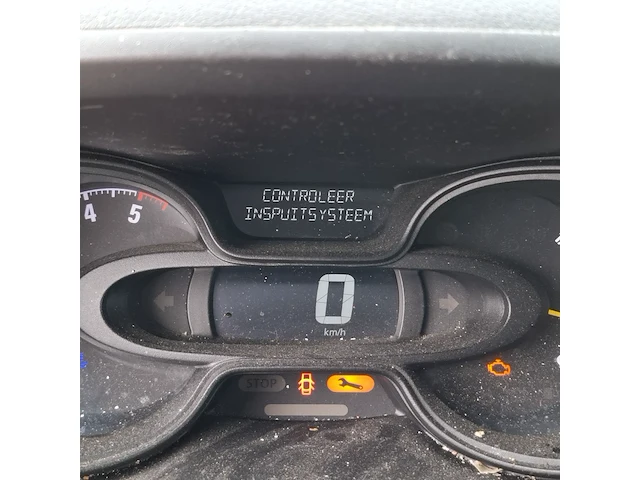 CONTROLEER
INSPUITSYSTEEM
4 5
0
km/h
STOP